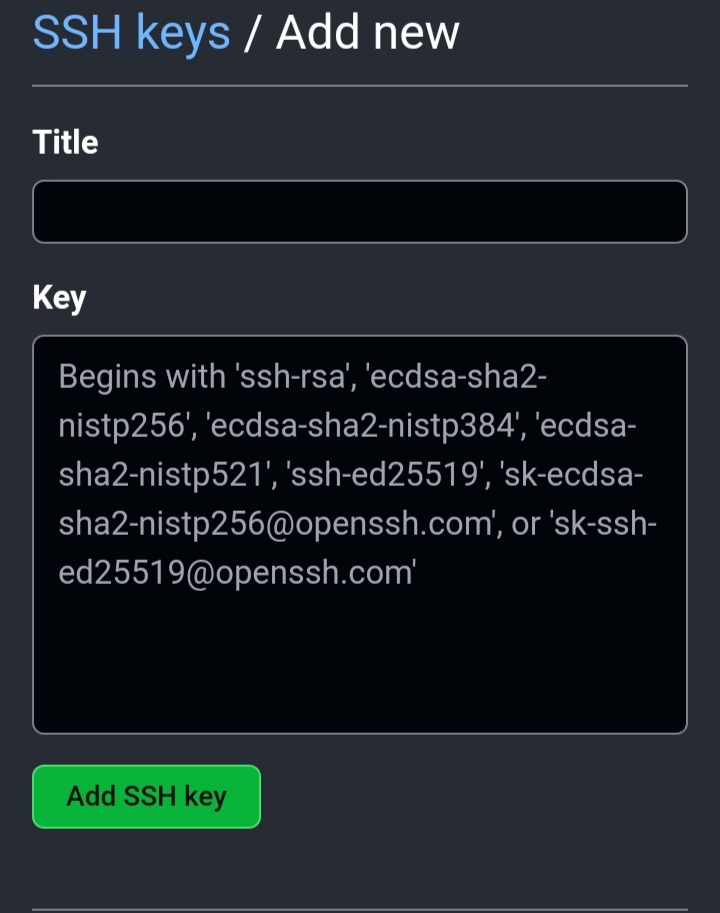 SSH keys / Add new
Title
Key
Begins with 'ssh-rsa', 'ecdsa-sha2-
nistp256', 'ecdsa-sha2-nistp384', 'ecdsa-
sha2-nistp521', 'ssh-ed25519', 'sk-ecdsa-
sha2-nistp256@openssh.com', or 'sk-ssh-
ed25519@openssh.com'
Add SSH key